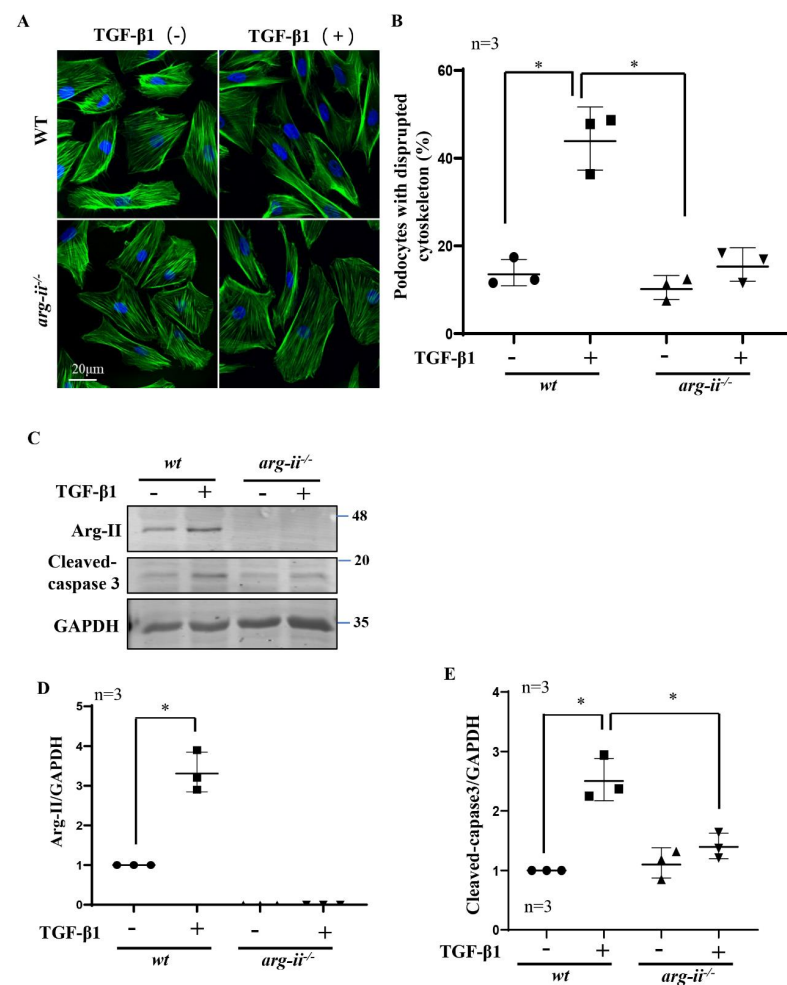 A
TGF-β1 (-)
TGF-β1 (+)
WT
arg-ii-/-
20μm
B
n=3
Podocytes with disprupted
cytoskeleton (%)
60
40
20
0
*
*
TGF-β1
-
+
-
+
wt
arg-ii-/-
C
wt
arg-ii-/-
TGF-β1
-
+
-
+
Arg-II
48
Cleaved-
caspase 3
20
GAPDH
35
D
n=3
Arg-II/GAPDH
5
4
3
2
1
0
*
TGF-β1
-
+
-
+
wt
arg-ii-/-
E
n=3
Cleaved-capase3/GAPDH
4
3
2
1
0
*
*
n=3
TGF-β1
-
+
-
+
wt
arg-ii-/-